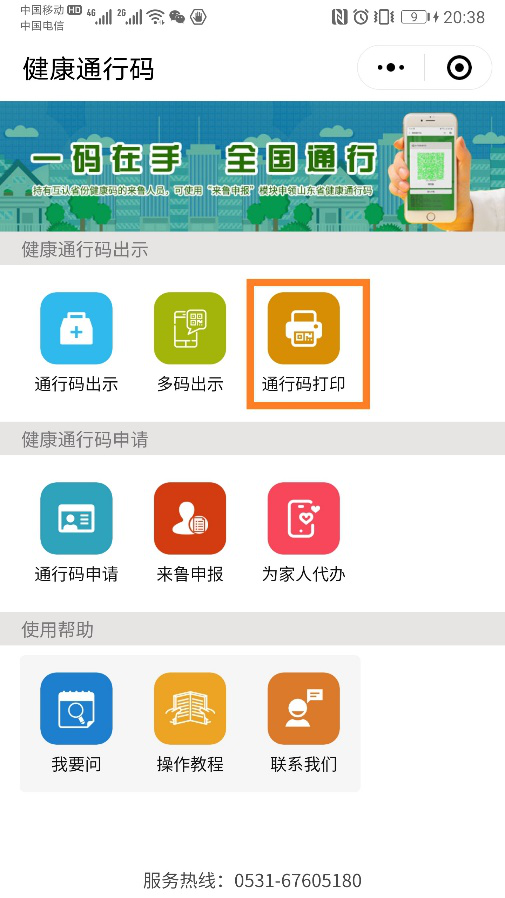 中国移动 HD 4G 2G 9 20:38
中国电信
健康通行码
一码在手 全国通行
持有互认省份健康码的来鲁人员，可使用“来鲁申报”模块申领山东省健康通行码
健康通行码出示
通行码出示 多码出示 通行码打印
健康通行码申请
通行码申请 来鲁申报 为家人代办
使用帮助
我要问 操作教程 联系我们
服务热线：0531-67605180